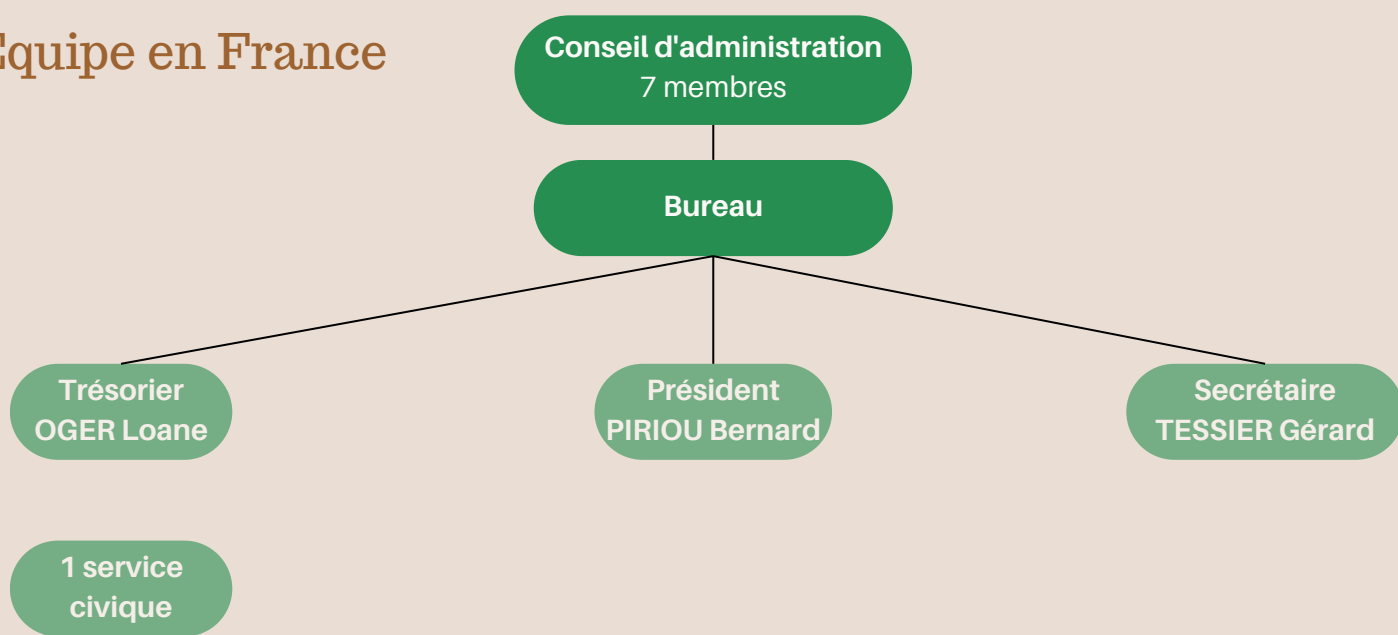 Équipe en France
Conseil d'administration
7 membres
Bureau
Trésorier
OGER Loane
Président
PIRIOU Bernard
Secrétaire
TESSIER Gérard
1 service
civique